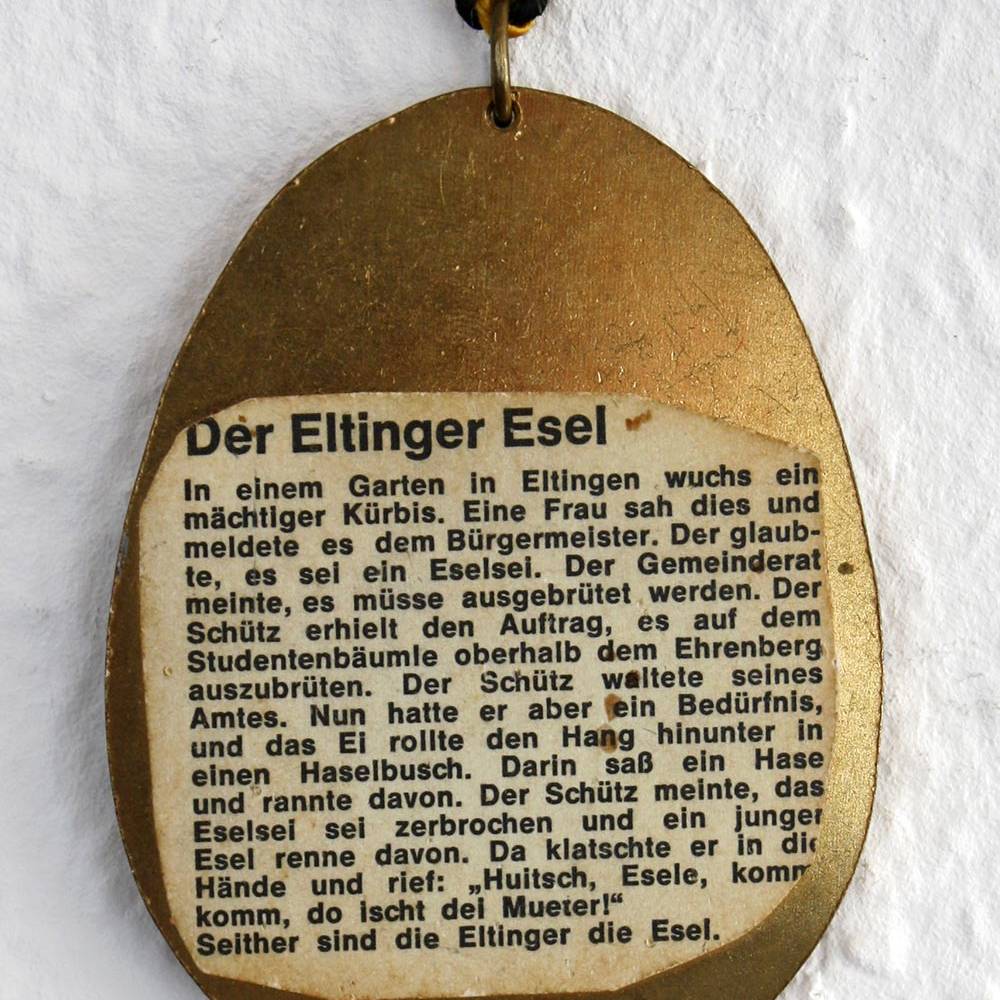 Der Eltinger Esel
In einem Garten in Eltingen wuchs ein
mächtiger Kürbis. Eine Frau sah dies und
meldete es dem Bürgermeister. Der glaub-
te, es sei ein Eselsei. Der Gemeinderat
meinte, es müsse ausgebrütet werden. Der
Schütz erhielt den Auftrag, es auf dem
Studentenbäumle oberhalb dem Ehrenberg
auszubrüten. Der Schütz waltete seines
Amtes. Nun hatte er aber ein Bedürfnis,
und das Ei rollte den Hang hinunter in
einen Haselbusch. Darin saß ein Hase
und rannte davon. Der Schütz meinte, das
Eselsei sei zerbrochen und ein junger
Esel renne davon. Da klatschte er in die
Hände und rief: „Huitsch, Esele, komm
komm, do ischt dei Mueter!“
Seither sind die Eltinger die Esel.